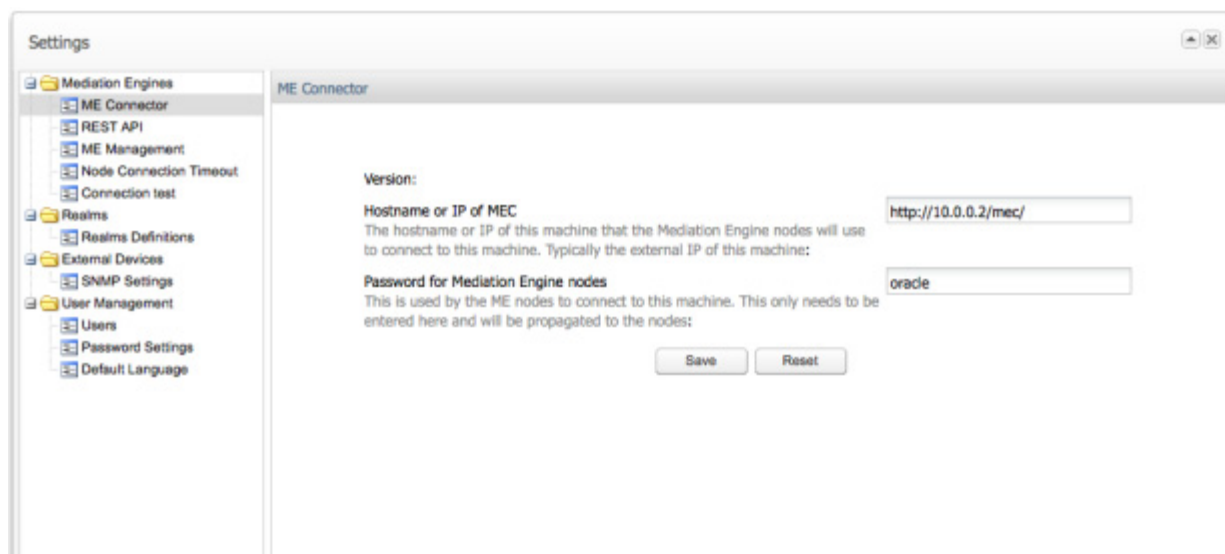 Settings
Mediation Engines
ME Connector
REST API
ME Management
Node Connection Timeout
Connection test
Realms
Realms Definitions
External Devices
SNMP Settings
User Management
Users
Password Settings
Default Language
ME Connector
Version:
Hostname or IP of MEC
http://10.0.0.2/mec/
The hostname or IP of this machine that the Mediation Engine nodes will use
to connect to this machine. Typically the external IP of this machine:
Password for Mediation Engine nodes
oracle
This is used by the ME nodes to connect to this machine. This only needs to be
entered here and will be propagated to the nodes:
Save Reset